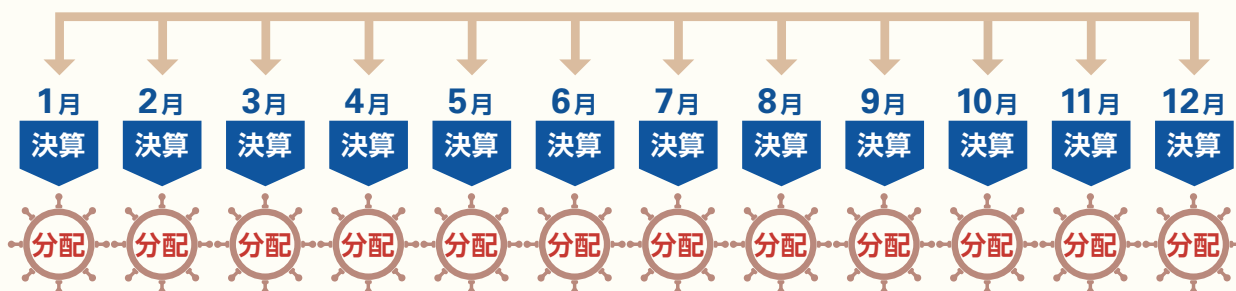 1月 2月 3月 4月 5月 6月 7月 8月 9月 10月 11月 12月
決算 決算 決算 決算 決算 決算 決算 決算 決算 決算 決算 決算
分配 分配 分配 分配 分配 分配 分配 分配 分配 分配 分配 分配